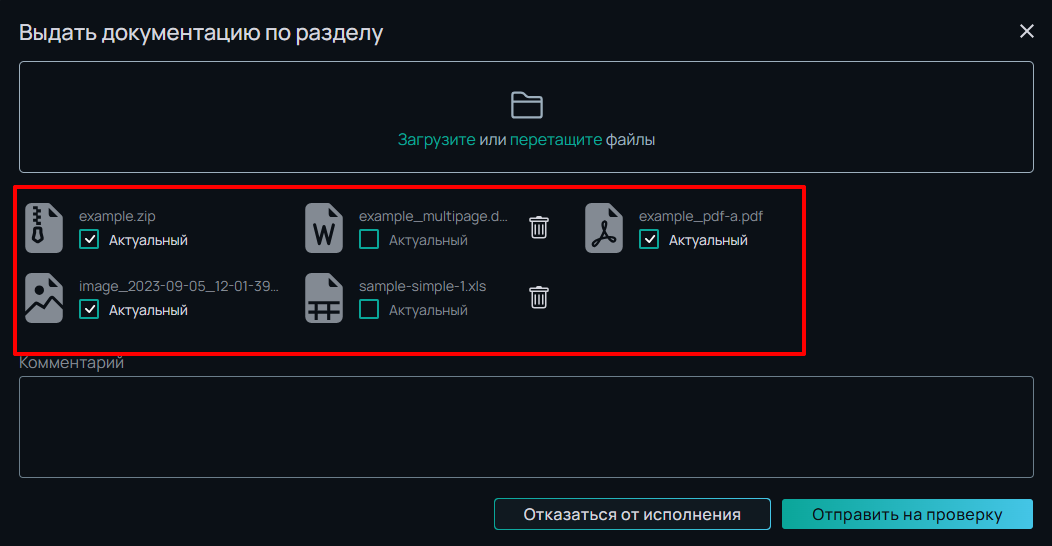 Выдать документацию по разделу
Загрузите или перетащите файлы
example.zip
Актуальный
example_multipage.d...
Актуальный
example_pdf-a.pdf
Актуальный
image_2023-09-05_12-01-39...
Актуальный
sample-simple-1.xls
Актуальный
Комментарий
Отказаться от исполнения
Отправить на проверку